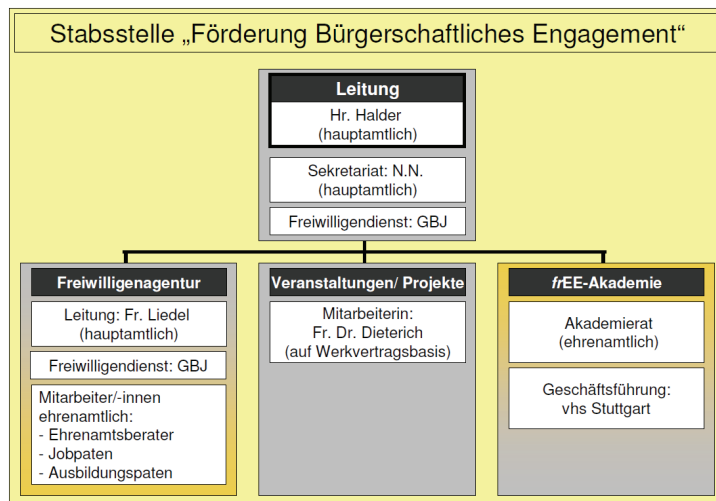 Stabsstelle „Förderung Bürgerschaftliches Engagement“
Leitung
Hr. Halder
(hauptamtlich)
Sekretariat: N.N.
(hauptamtlich)
Freiwilligendienst: GBJ
Freiwilligenagentur
Leitung: Fr. Liedel
(hauptamtlich)
Freiwilligendienst: GBJ
Mitarbeiter/-innen
ehrenamtlich:
- Ehrenamtsberater
- Jobpaten
- Ausbildungspaten
Veranstaltungen/ Projekte
Mitarbeiterin:
Fr. Dr. Dieterich
(auf Werkvertragsbasis)
frEE-Akademie
Akademierat
(ehrenamtlich)
Geschäftsführung:
vhs Stuttgart